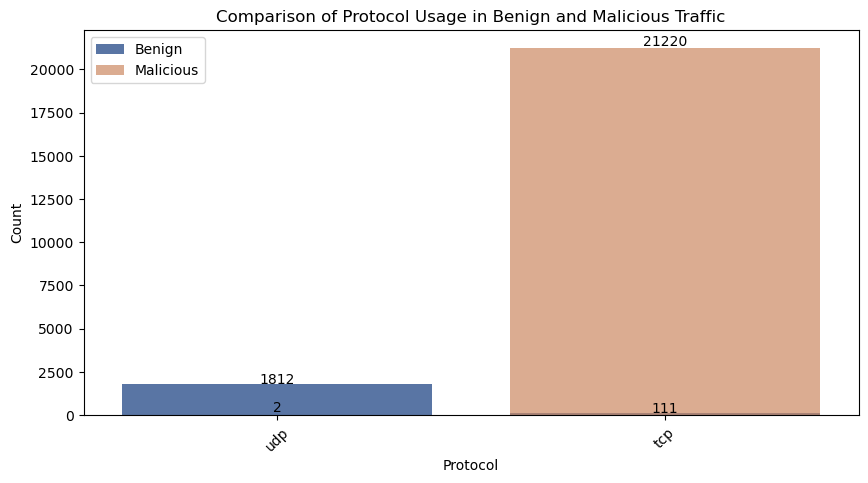 Comparison of Protocol Usage in Benign and Malicious Traffic
Benign
Malicious
21220
20000
17500
15000
12500
10000
7500
5000
2500
0
Count
1812
2
111
udp
tcp
Protocol